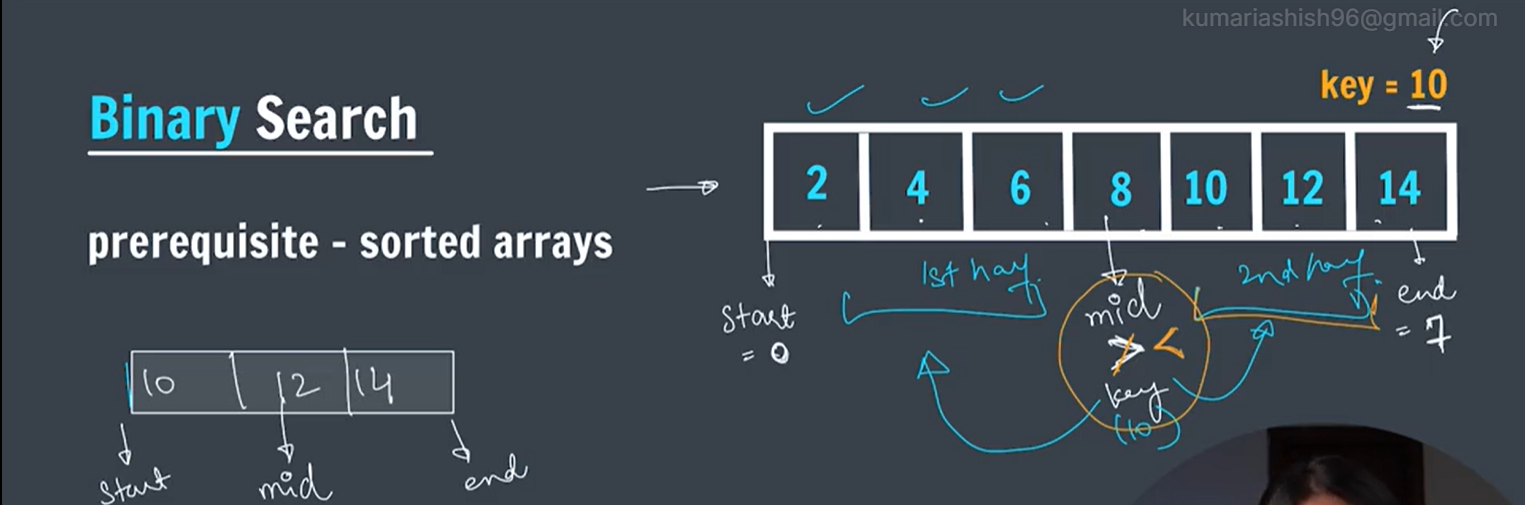 kumariashish96@gmail.com
key = 10
Binary Search
2 4 6 8 10 12 14
prerequisite - sorted arrays
1st half
2nd half
start
= 0
mid
> <
key
(10)
end
= 7
10 12 14
start
mid
end